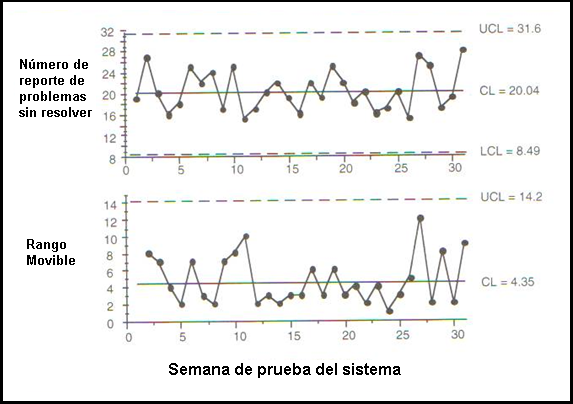 Número de
reporte de
problemas
sin resolver
32
28
24
20
16
12
8
0
5
10
15
20
25
30
UCL = 31.6
CL = 20.04
LCL = 8.49
Rango
Movible
14
12
10
8
6
4
2
0
0
5
10
15
20
25
30
UCL = 14.2
CL = 4.35
Semana de prueba del sistema